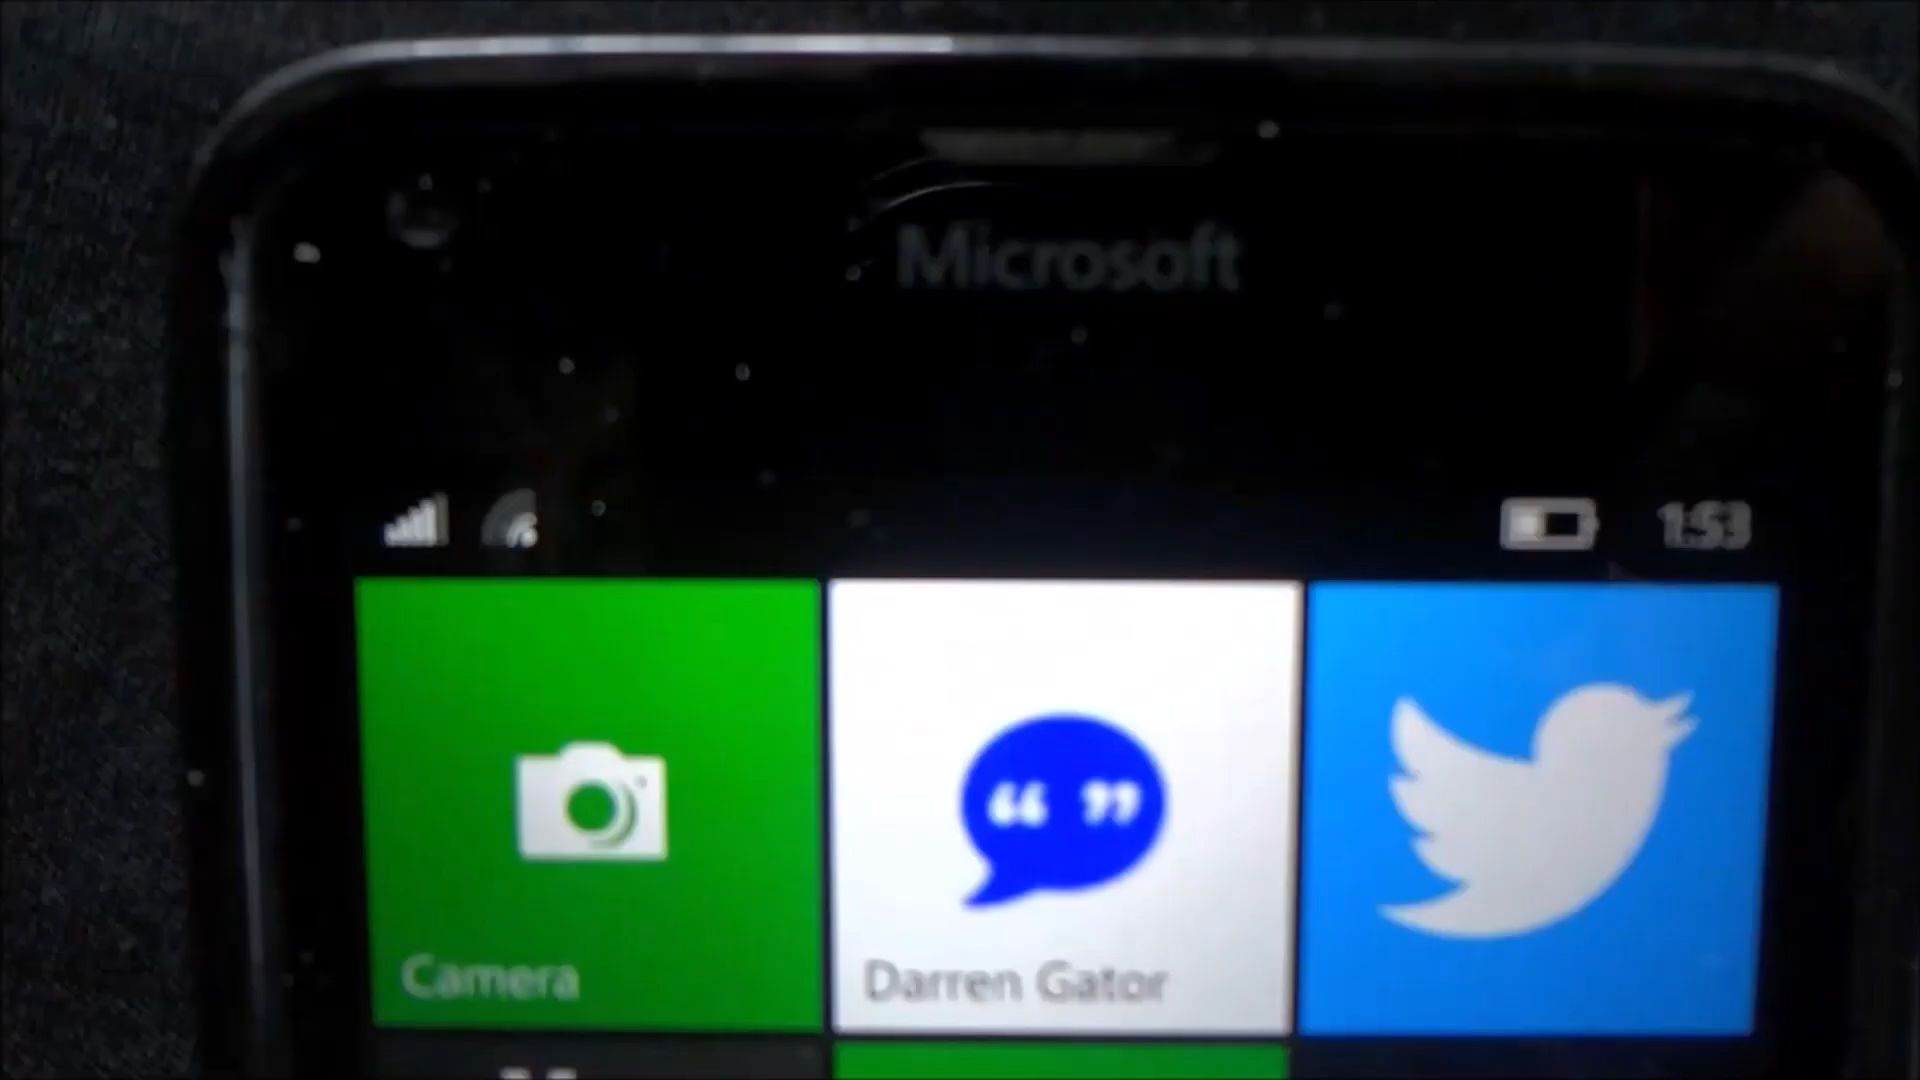 Microsoft
1:53
“ ”
Camera
Darren Gator